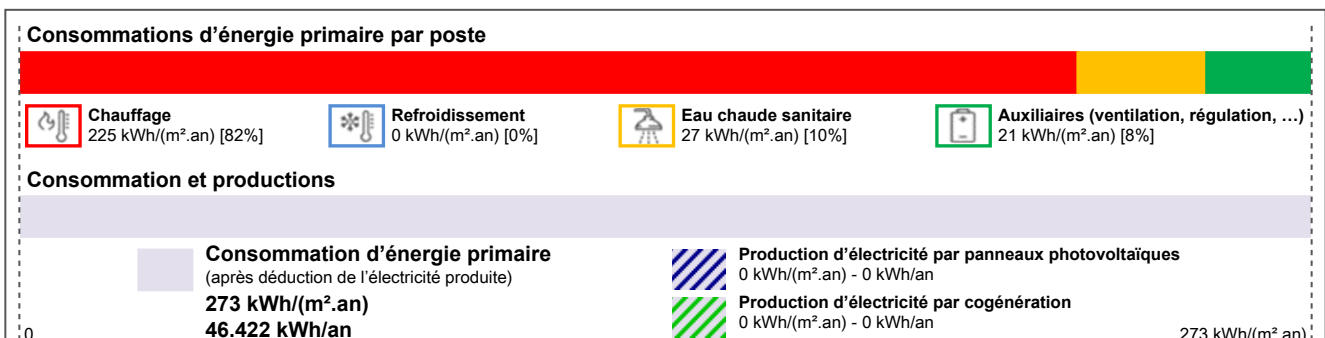 Consommations d'énergie primaire par poste
Chauffage
225 kWh/(m².an) [82%]
Refroidissement
0 kWh/(m².an) [0%]
Eau chaude sanitaire
27 kWh/(m².an) [10%]
Auxiliaires (ventilation, régulation, …)
21 kWh/(m².an) [8%]
Consommation et productions
Consommation d'énergie primaire
(après déduction de l'électricité produite)
273 kWh/(m².an)
46.422 kWh/an
Production d'électricité par panneaux photovoltaïques
0 kWh/(m².an) - 0 kWh/an
Production d'électricité par cogénération
0 kWh/(m².an) - 0 kWh/an
0
273 kWh/(m².an)